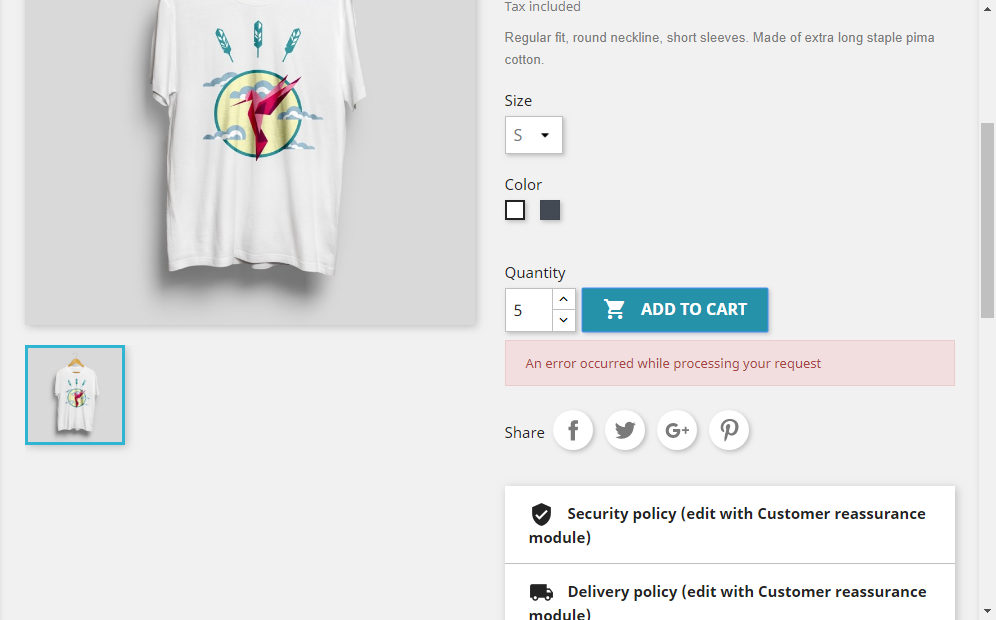 Tax included
Regular fit, round neckline, short sleeves. Made of extra long staple pima
cotton.
Size
S
Color
Quantity
5
ADD TO CART
An error occurred while processing your request
Share
G+
Security policy (edit with Customer reassurance
module)
Delivery policy (edit with Customer reassurance
module)